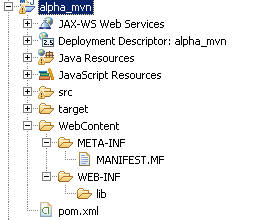 alpha_mvn
JAX-WS Web Services
Deployment Descriptor: alpha_mvn
Java Resources
JavaScript Resources
src
target
WebContent
META-INF
MANIFEST.MF
WEB-INF
lib
pom.xml